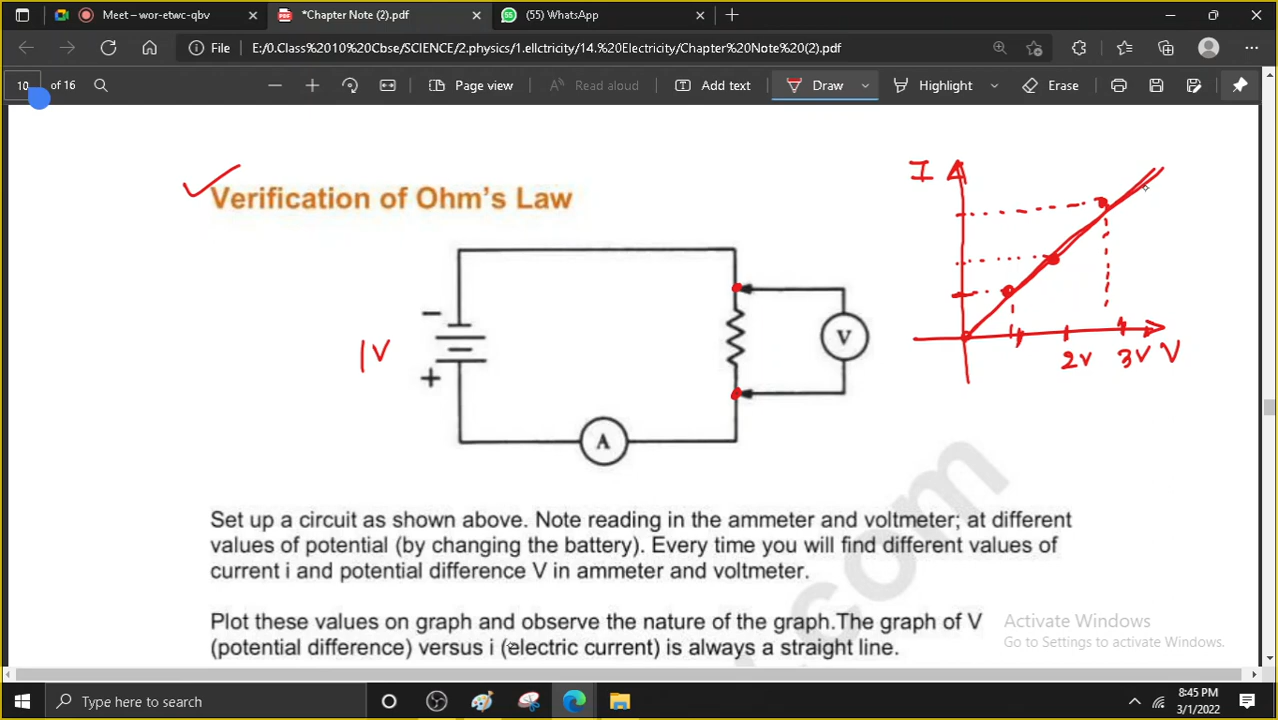 Meet – wor-etwc-qbv
*Chapter Note (2).pdf
(55) WhatsApp
File
E:/0.Class%2010%20Cbse/SCIENCE/2.physics/1.ellctricity/14.%20Electricity/Chapter%20Note%20(2).pdf
10 of 16
Page view
Read aloud
Add text
Draw
Highlight
Erase
Verification of Ohm's Law
I
1V
−
+
V
A
2V 3V V
.com
Set up a circuit as shown above. Note reading in the ammeter and voltmeter; at different
values of potential (by changing the battery). Every time you will find different values of
current i and potential difference V in ammeter and voltmeter.
Plot these values on graph and observe the nature of the graph.The graph of V
(potential difference) versus i (electric current) is always a straight line.
Activate Windows
Go to Settings to activate Windows.
Type here to search
8:45 PM
3/1/2022